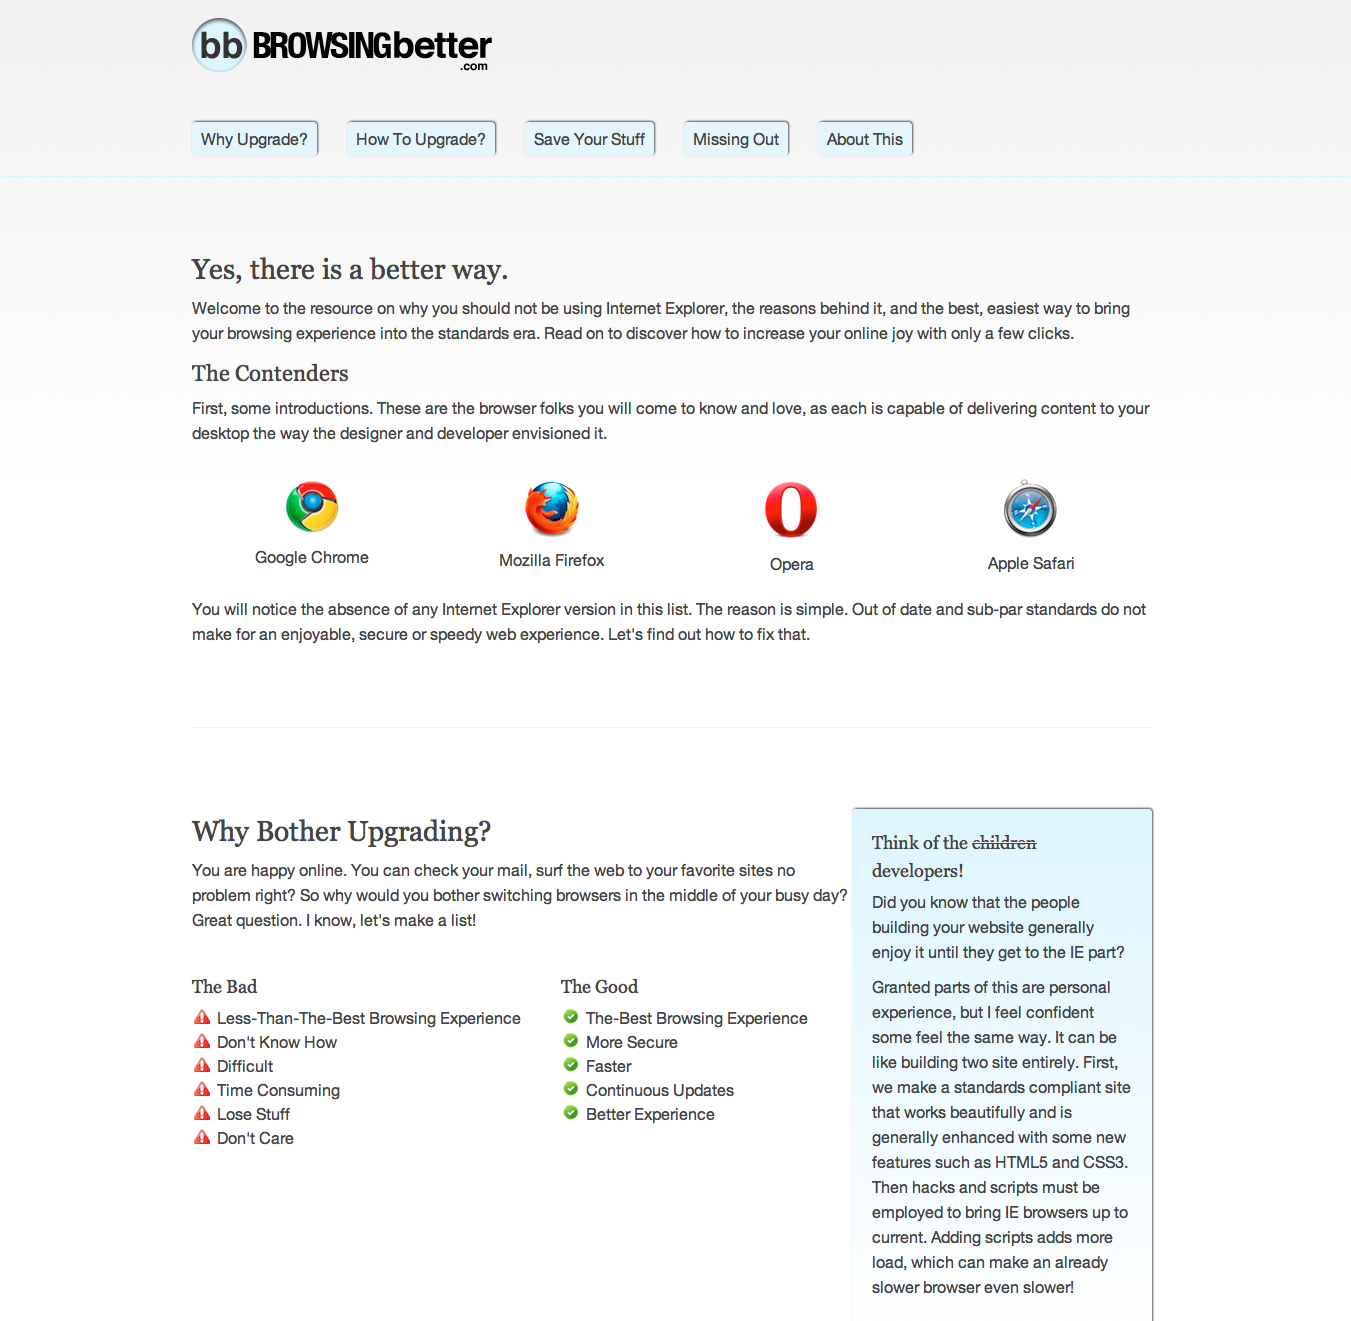 bb BROWSINGbetter
.com
Why Upgrade? How To Upgrade? Save Your Stuff Missing Out About This
Yes, there is a better way.
Welcome to the resource on why you should not be using Internet Explorer, the reasons behind it, and the best, easiest way to bring
your browsing experience into the standards era. Read on to discover how to increase your online joy with only a few clicks.
The Contenders
First, some introductions. These are the browser folks you will come to know and love, as each is capable of delivering content to your
desktop the way the designer and developer envisioned it.
Google Chrome Mozilla Firefox Opera Apple Safari
You will notice the absence of any Internet Explorer version in this list. The reason is simple. Out of date and sub-par standards do not
make for an enjoyable, secure or speedy web experience. Let's find out how to fix that.
Why Bother Upgrading?
You are happy online. You can check your mail, surf the web to your favorite sites no
problem right? So why would you bother switching browsers in the middle of your busy day?
Great question. I know, let's make a list!
The Bad
Less-Than-The-Best Browsing Experience
Don't Know How
Difficult
Time Consuming
Lose Stuff
Don't Care
The Good
The-Best Browsing Experience
More Secure
Faster
Continuous Updates
Better Experience
Think of the children
developers!
Did you know that the people
building your website generally
enjoy it until they get to the IE part?
Granted parts of this are personal
experience, but I feel confident
some feel the same way. It can be
like building two site entirely. First,
we make a standards compliant site
that works beautifully and is
generally enhanced with some new
features such as HTML5 and CSS3.
Then hacks and scripts must be
employed to bring IE browsers up to
current. Adding scripts adds more
load, which can make an already
slower browser even slower!